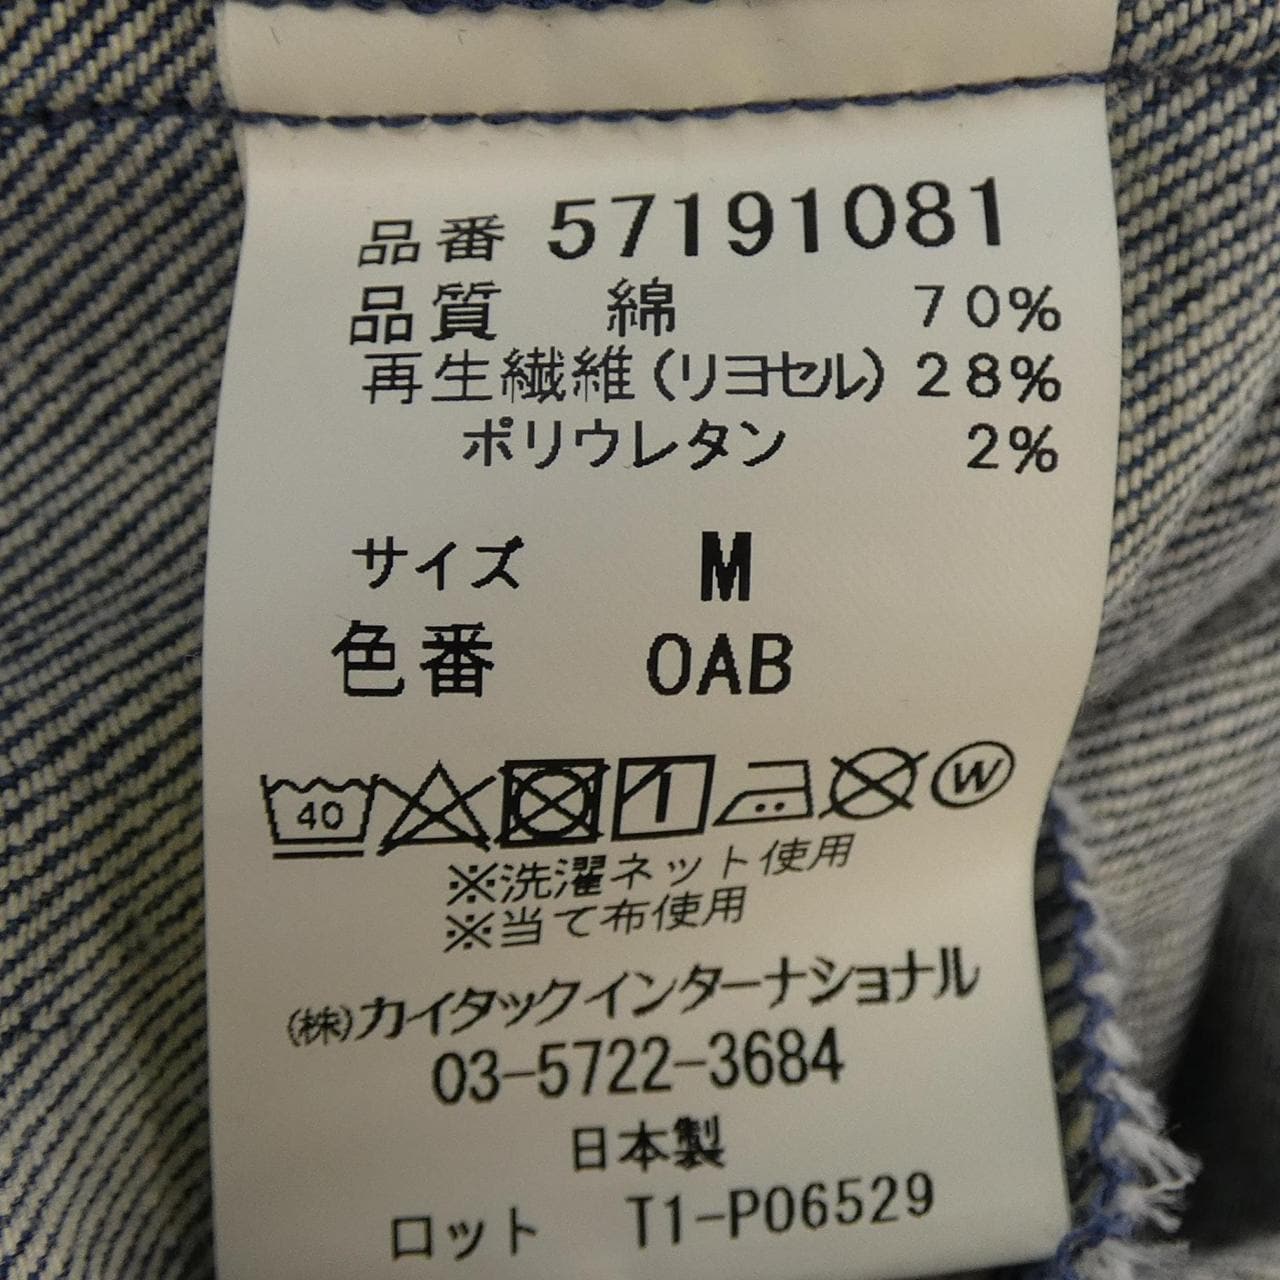 品番 57191081
品質 綿 70%
再生繊維(リヨセル) 28%
ポリウレタン 2%
サイズ M
色番 0AB
40 W
※洗濯ネット使用
※当て布使用
(株)カイタックインターナショナル
03-5722-3684
日本製
ロット T1-P06529